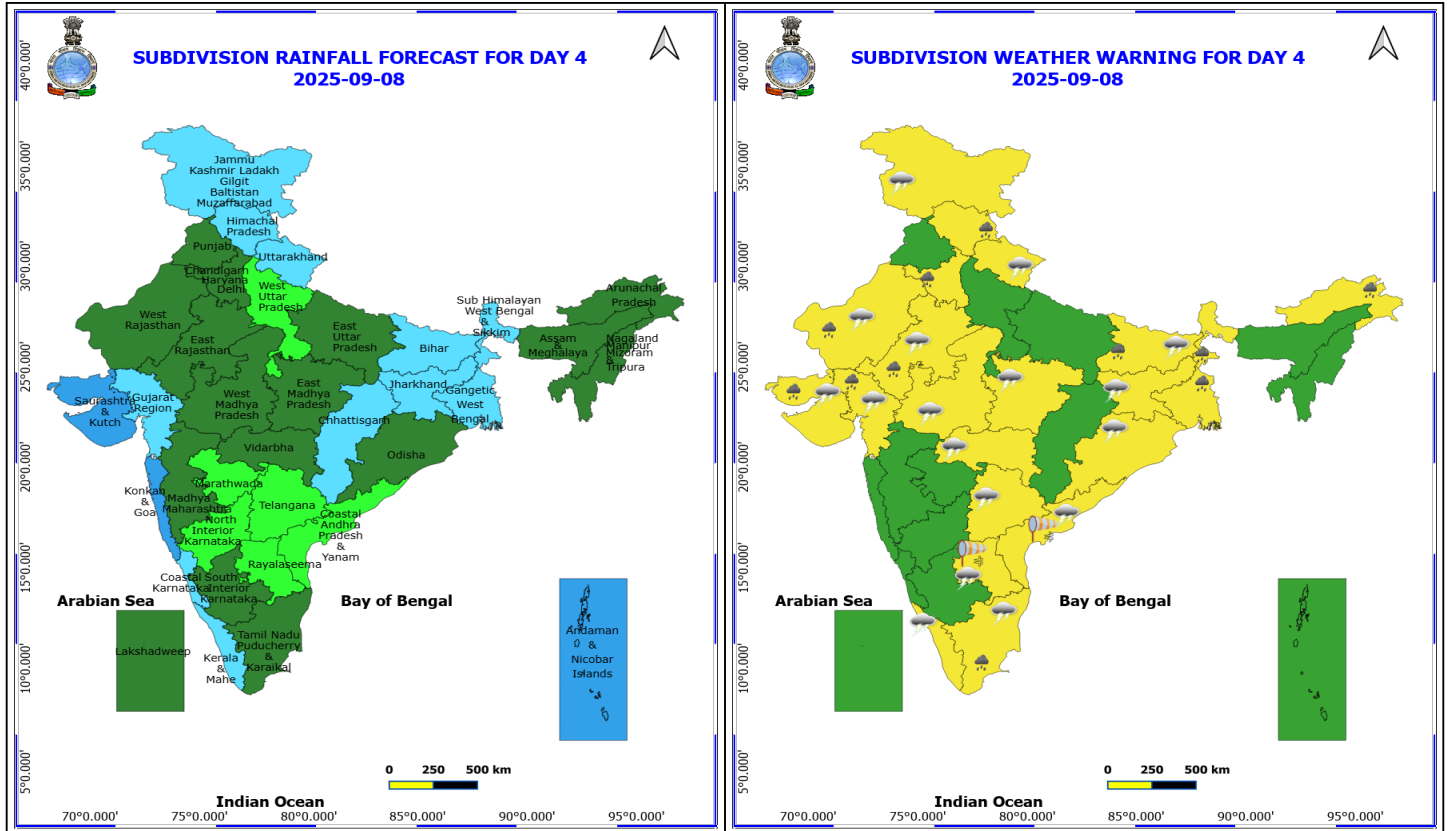 SUBDIVISION RAINFALL FORECAST FOR DAY 4
2025-09-08
40°0.000'
35°0.000'
30°0.000'
25°0.000'
20°0.000'
15°0.000'
10°0.000'
5°0.000'
Jammu
Kashmir Ladakh
Gilgit
Baltistan
Muzaffarabad
Himachal
Pradesh
Punjab
Uttarakhand
Chandigarh
Haryana
Delhi
West
Uttar
Pradesh
West
Rajasthan
East
Rajasthan
East
Uttar
Pradesh
Sub Himalayan
West Bengal
&
Sikkim
Arunachal
Pradesh
Assam
&
Meghalaya
Nagaland
Manipur
Mizoram
&
Tripura
Bihar
Jharkhand
Gangetic
West
Bengal
Saurashtra
&
Kutch
Gujarat
Region
West
Madhya
Pradesh
East
Madhya
Pradesh
Chhattisgarh
Vidarbha
Odisha
Konkan
&
Goa
Madhya
Maharashtra
Marathwada
Telangana
North
Interior
Karnataka
Coastal
Andhra
Pradesh
&
Yanam
Rayalaseema
Coastal
Karnataka
South
Interior
Karnataka
Arabian Sea
Bay of Bengal
Lakshadweep
Kerala
&
Mahe
Tamil Nadu
Puducherry
&
Karaikal
Andaman
&
Nicobar
Islands
0 250 500 km
Indian Ocean
70°0.000' 75°0.000' 80°0.000' 85°0.000' 90°0.000' 95°0.000'
SUBDIVISION WEATHER WARNING FOR DAY 4
2025-09-08
40°0.000'
35°0.000'
30°0.000'
25°0.000'
20°0.000'
15°0.000'
10°0.000'
5°0.000'
Arabian Sea
Bay of Bengal
0 250 500 km
Indian Ocean
70°0.000' 75°0.000' 80°0.000' 85°0.000' 90°0.000' 95°0.000'